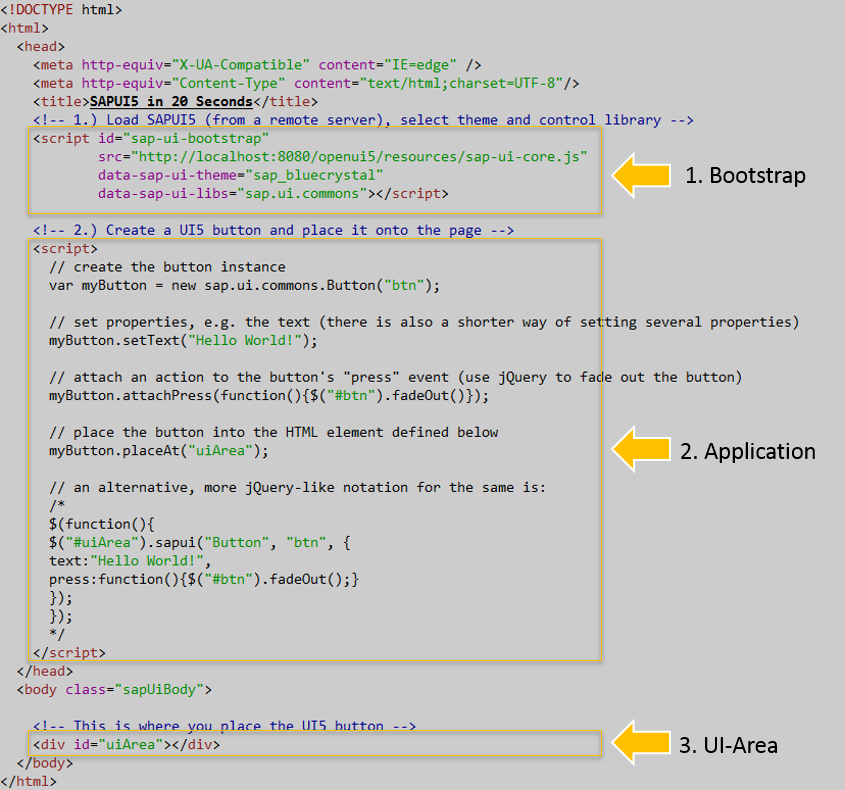 <!DOCTYPE html>
<html>
<head>
<meta http-equiv="X-UA-Compatible" content="IE=edge" />
<meta http-equiv="Content-Type" content="text/html;charset=UTF-8"/>
<title>SAPUI5 in 20 Seconds</title>
<!-- 1.) Load SAPUI5 (from a remote server), select theme and control library -->
<script id="sap-ui-bootstrap"
src="http://localhost:8080/openui5/resources/sap-ui-core.js"
data-sap-ui-theme="sap_bluecrystal"
data-sap-ui-libs="sap.ui.commons"></script>
1. Bootstrap
<!-- 2.) Create a UI5 button and place it onto the page -->
<script>
// create the button instance
var myButton = new sap.ui.commons.Button("btn");
// set properties, e.g. the text (there is also a shorter way of setting several properties)
myButton.setText("Hello World!");
// attach an action to the button's "press" event (use jQuery to fade out the button)
myButton.attachPress(function(){$("#btn").fadeOut()});
// place the button into the HTML element defined below
myButton.placeAt("uiArea");
2. Application
// an alternative, more jQuery-like notation for the same is:
/*
$(function(){
$("#uiArea").sapui("Button", "btn", {
text:"Hello World!",
press:function(){$("#btn").fadeOut();}
});
});
*/
</script>
</head>
<body class="sapUiBody">
<!-- This is where you place the UI5 button -->
<div id="uiArea"></div>
3. UI-Area
</body>
</html>